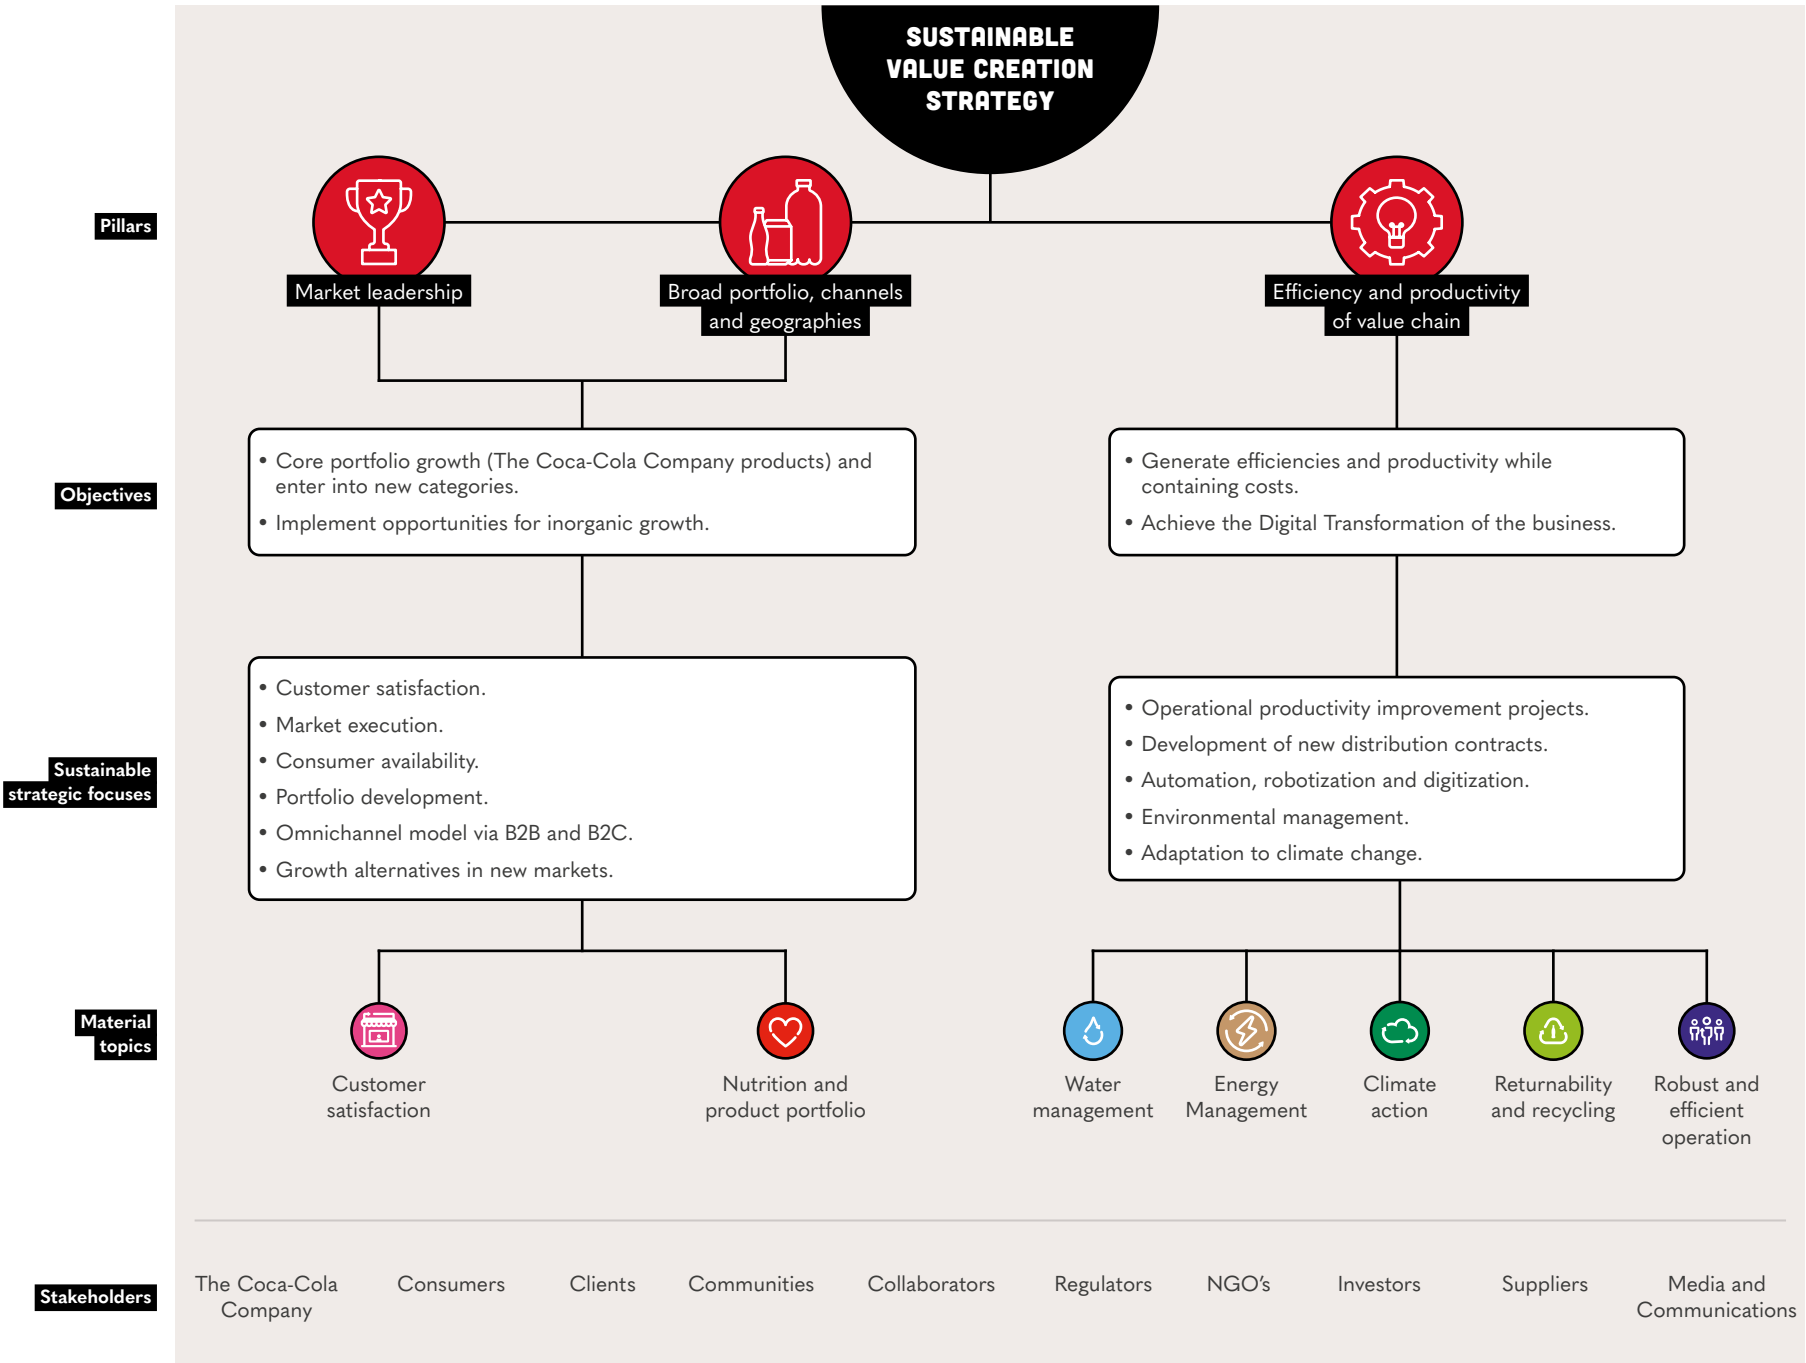 SUSTAINABLE
VALUE CREATION
STRATEGY
Pillars
Market leadership
Broad portfolio, channels
and geographies
Efficiency and productivity
of value chain
Objectives
• Core portfolio growth (The Coca-Cola Company products) and
enter into new categories.
• Implement opportunities for inorganic growth.
• Generate efficiencies and productivity while
containing costs.
• Achieve the Digital Transformation of the business.
Sustainable
strategic focuses
• Customer satisfaction.
• Market execution.
• Consumer availability.
• Portfolio development.
• Omnichannel model via B2B and B2C.
• Growth alternatives in new markets.
• Operational productivity improvement projects.
• Development of new distribution contracts.
• Automation, robotization and digitization.
• Environmental management.
• Adaptation to climate change.
Material
topics
Customer
satisfaction
Nutrition and
product portfolio
Water
management
Energy
Management
Climate
action
Returnability
and recycling
Robust and
efficient
operation
Stakeholders
The Coca-Cola
Company
Consumers
Clients
Communities
Collaborators
Regulators
NGO's
Investors
Suppliers
Media and
Communications